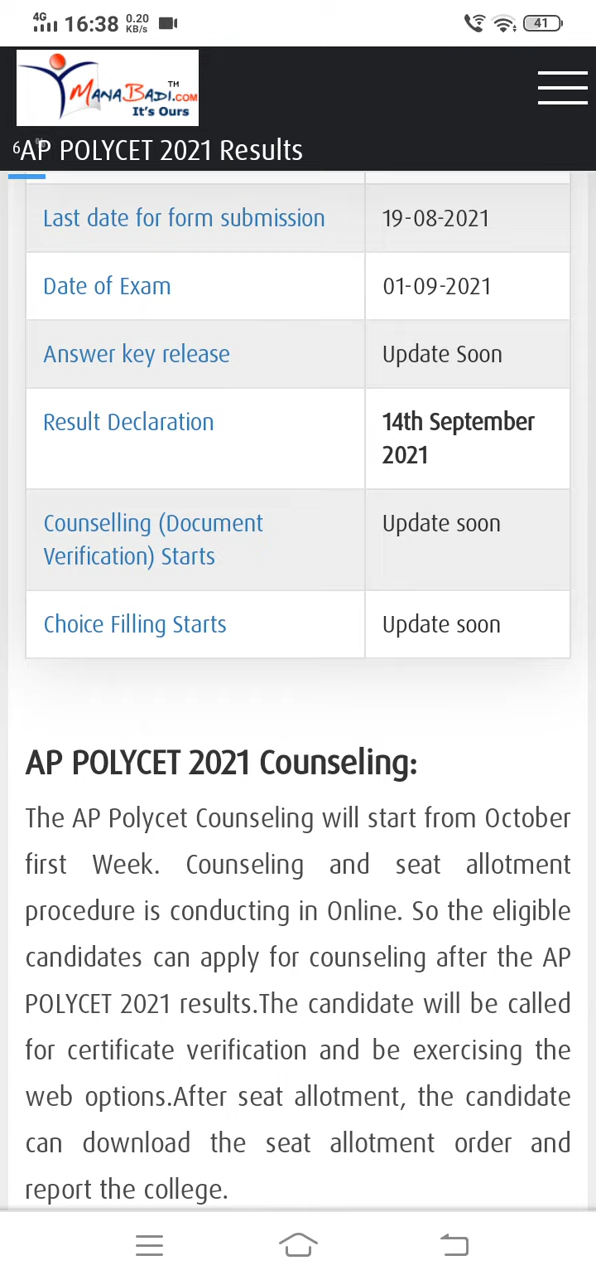 4G 16:38 0.20 KB/s 41
MANABADI.COM TM
It's Ours
AP POLYCET 2021 Results
Last date for form submission 19-08-2021
Date of Exam 01-09-2021
Answer key release Update Soon
Result Declaration 14th September
2021
Counselling (Document Update soon
Verification) Starts
Choice Filling Starts Update soon
AP POLYCET 2021 Counseling:
The AP Polycet Counseling will start from October
first Week. Counseling and seat allotment
procedure is conducting in Online. So the eligible
candidates can apply for counseling after the AP
POLYCET 2021 results.The candidate will be called
for certificate verification and be exercising the
web options.After seat allotment, the candidate
can download the seat allotment order and
report the college.